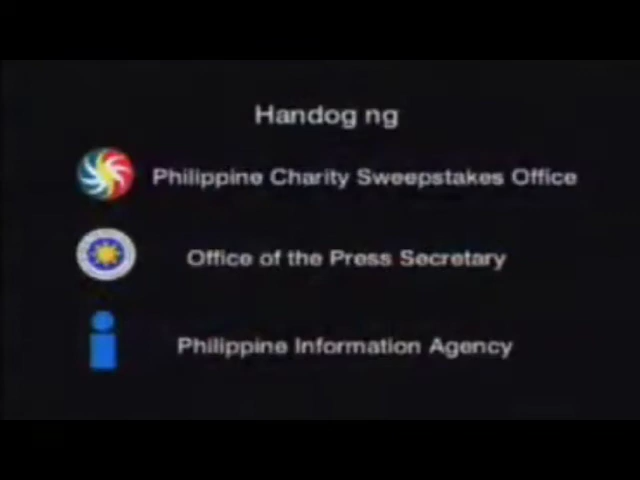 Handog ng
Philippine Charity Sweepstakes Office
Office of the Press Secretary
Philippine Information Agency